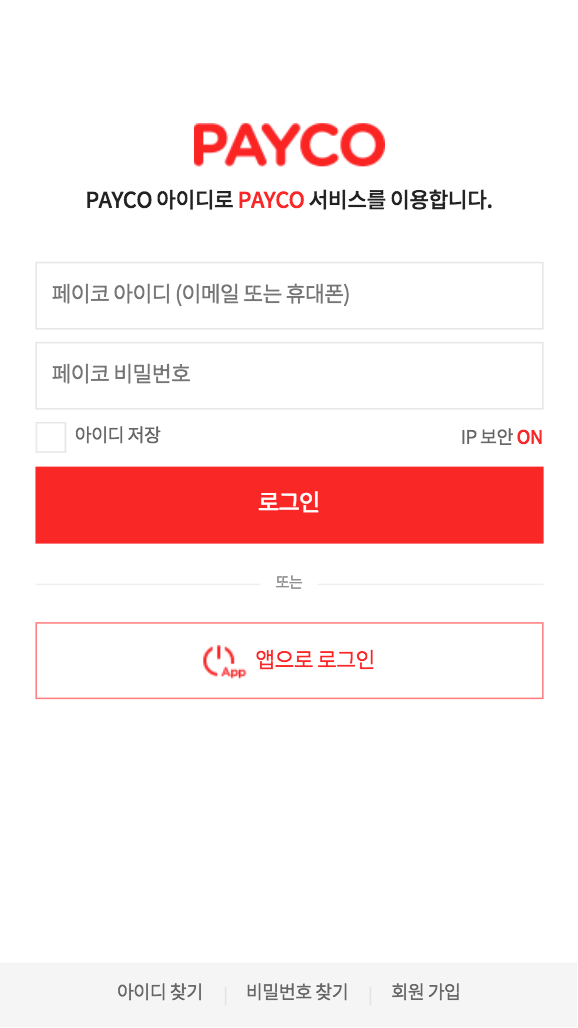 PAYCO
PAYCO 아이디로 PAYCO 서비스를 이용합니다.
페이코 아이디 (이메일 또는 휴대폰)
페이코 비밀번호
아이디 저장 IP 보안 ON
로그인
또는
App 앱으로 로그인
아이디 찾기 | 비밀번호 찾기 | 회원 가입